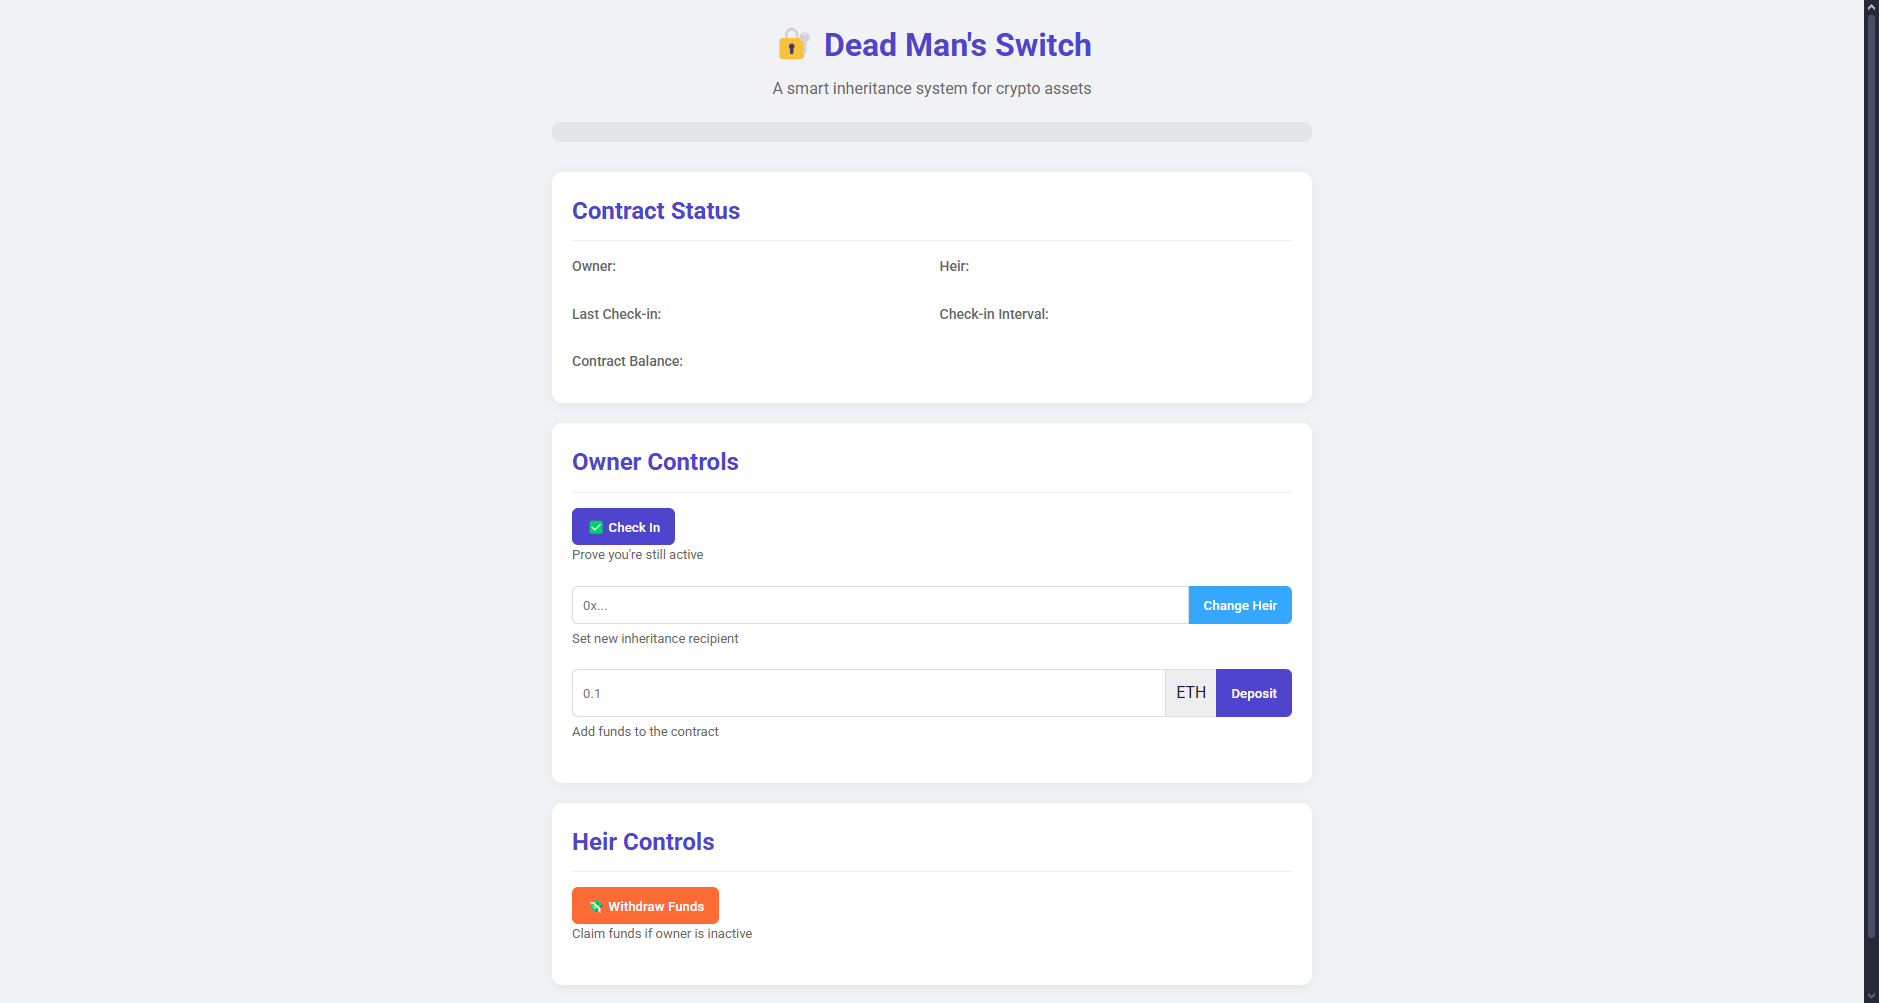 🔐 Dead Man's Switch
A smart inheritance system for crypto assets
Contract Status
Owner:
Heir:
Last Check-in:
Check-in Interval:
Contract Balance:
Owner Controls
✅ Check In
Prove you're still active
0x...
Change Heir
Set new inheritance recipient
0.1
ETH
Deposit
Add funds to the contract
Heir Controls
💸 Withdraw Funds
Claim funds if owner is inactive